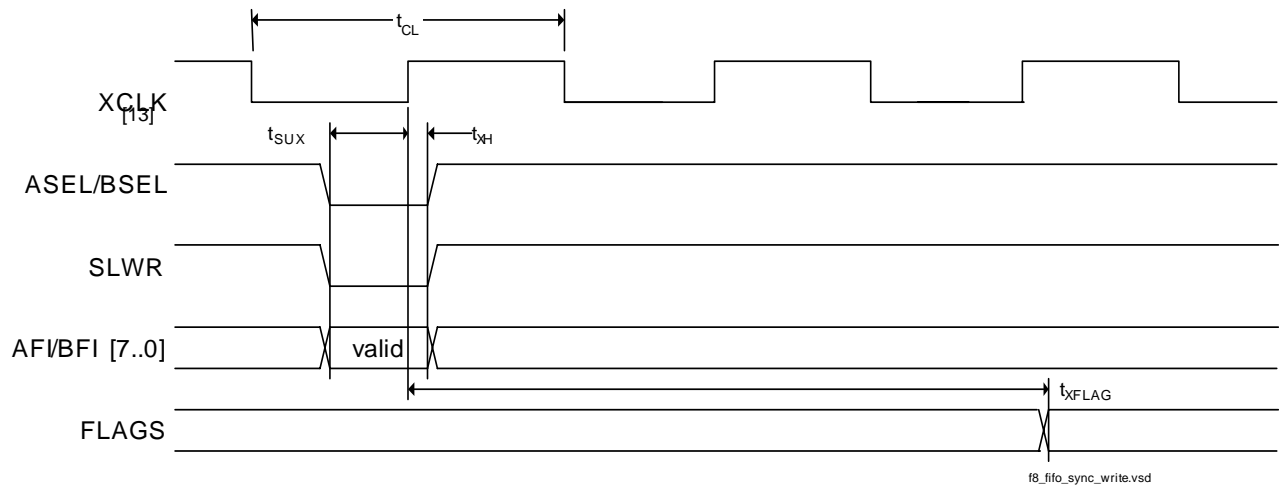 tCL
XCLK
[13]
tSUX
tXH
ASEL/BSEL
SLWR
AFI/BFI [7..0]
valid
tXFLAG
FLAGS
f8_fifo_sync_write.vsd